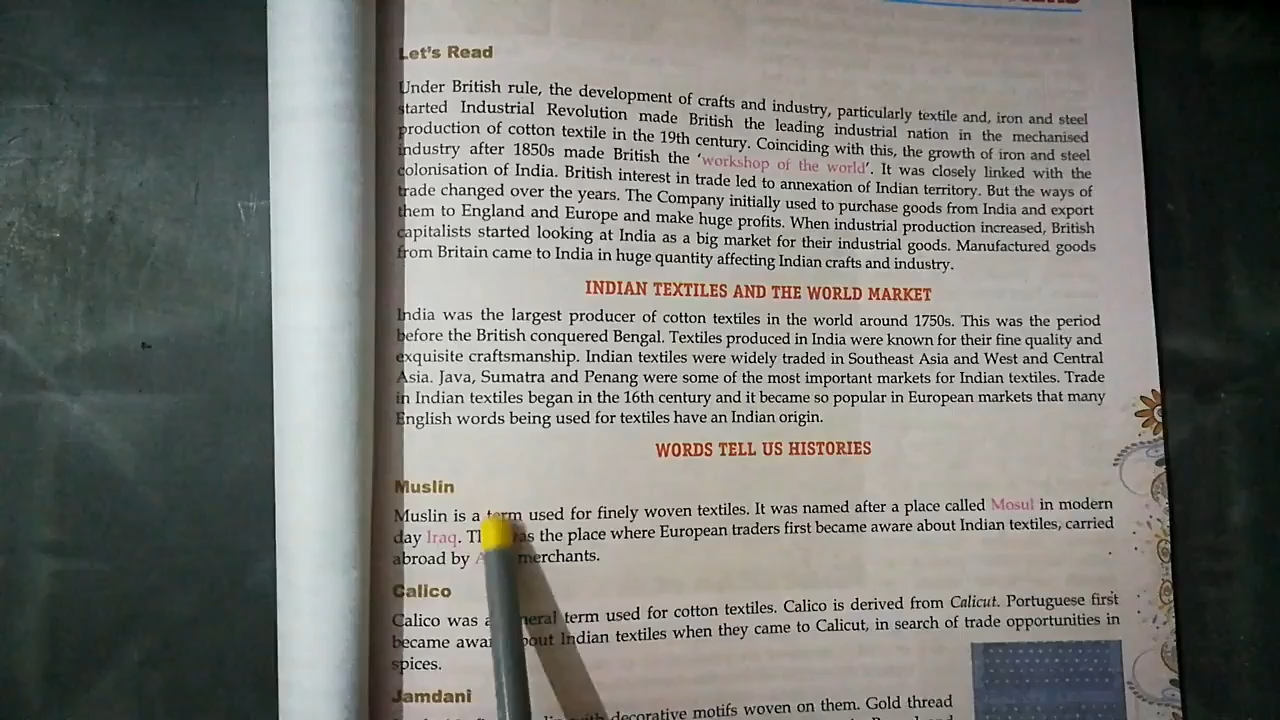 Let's Read
Under British rule, the development of crafts and industry, particularly textile and, iron and steel
started Industrial Revolution made British the leading industrial nation in the mechanised
production of cotton textile in the 19th century. Coinciding with this, the growth of iron and steel
industry after 1850s made British the 'workshop of the world'. It was closely linked with the
colonisation of India. British interest in trade led to annexation of Indian territory. But the ways of
trade changed over the years. The Company initially used to purchase goods from India and export
them to England and Europe and make huge profits. When industrial production increased, British
capitalists started looking at India as a big market for their industrial goods. Manufactured goods
from Britain came to India in huge quantity affecting Indian crafts and industry.
INDIAN TEXTILES AND THE WORLD MARKET
India was the largest producer of cotton textiles in the world around 1750s. This was the period
before the British conquered Bengal. Textiles produced in India were known for their fine quality and
exquisite craftsmanship. Indian textiles were widely traded in Southeast Asia and West and Central
Asia. Java, Sumatra and Penang were some of the most important markets for Indian textiles. Trade
in Indian textiles began in the 16th century and it became so popular in European markets that many
English words being used for textiles have an Indian origin.
WORDS TELL US HISTORIES
Muslin
Muslin is a term used for finely woven textiles. It was named after a place called Mosul in modern
day Iraq. the place where European traders first became aware about Indian textiles, carried
abroad by merchants.
Calico
Calico was a term used for cotton textiles. Calico is derived from Calicut. Portuguese first
became Indian textiles when they came to Calicut, in search of trade opportunities in
spices.
Jamdani
with decorative motifs woven on them. Gold thread